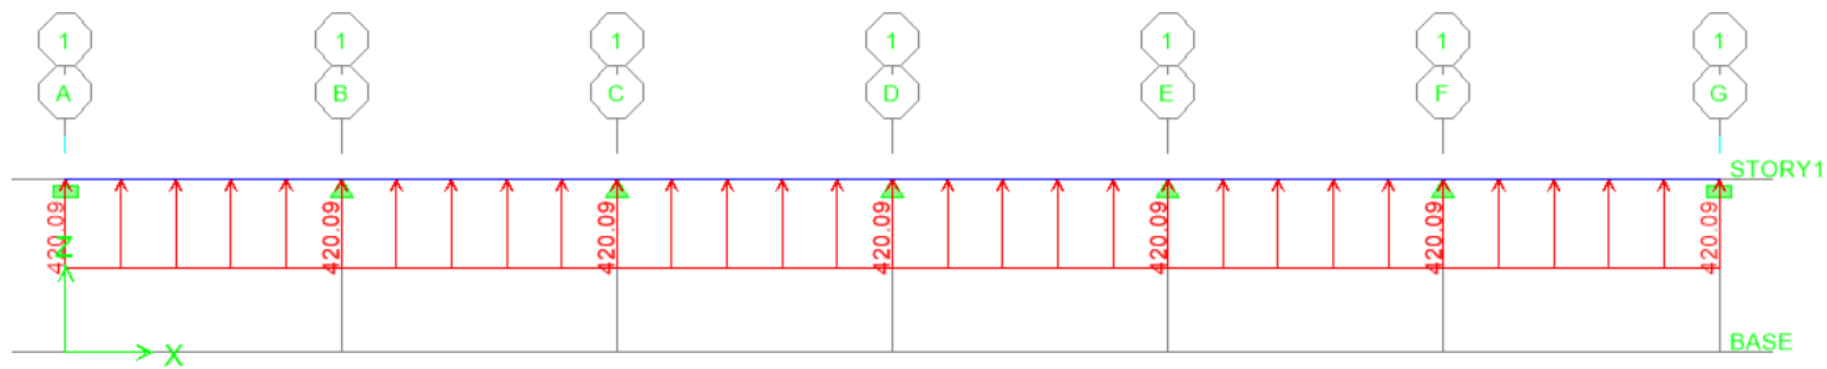 1 1 1 1 1 1 1
A B C D E F G
STORY1
420.09 420.09 420.09 420.09 420.09 420.09 420.09
Z
BASE
X